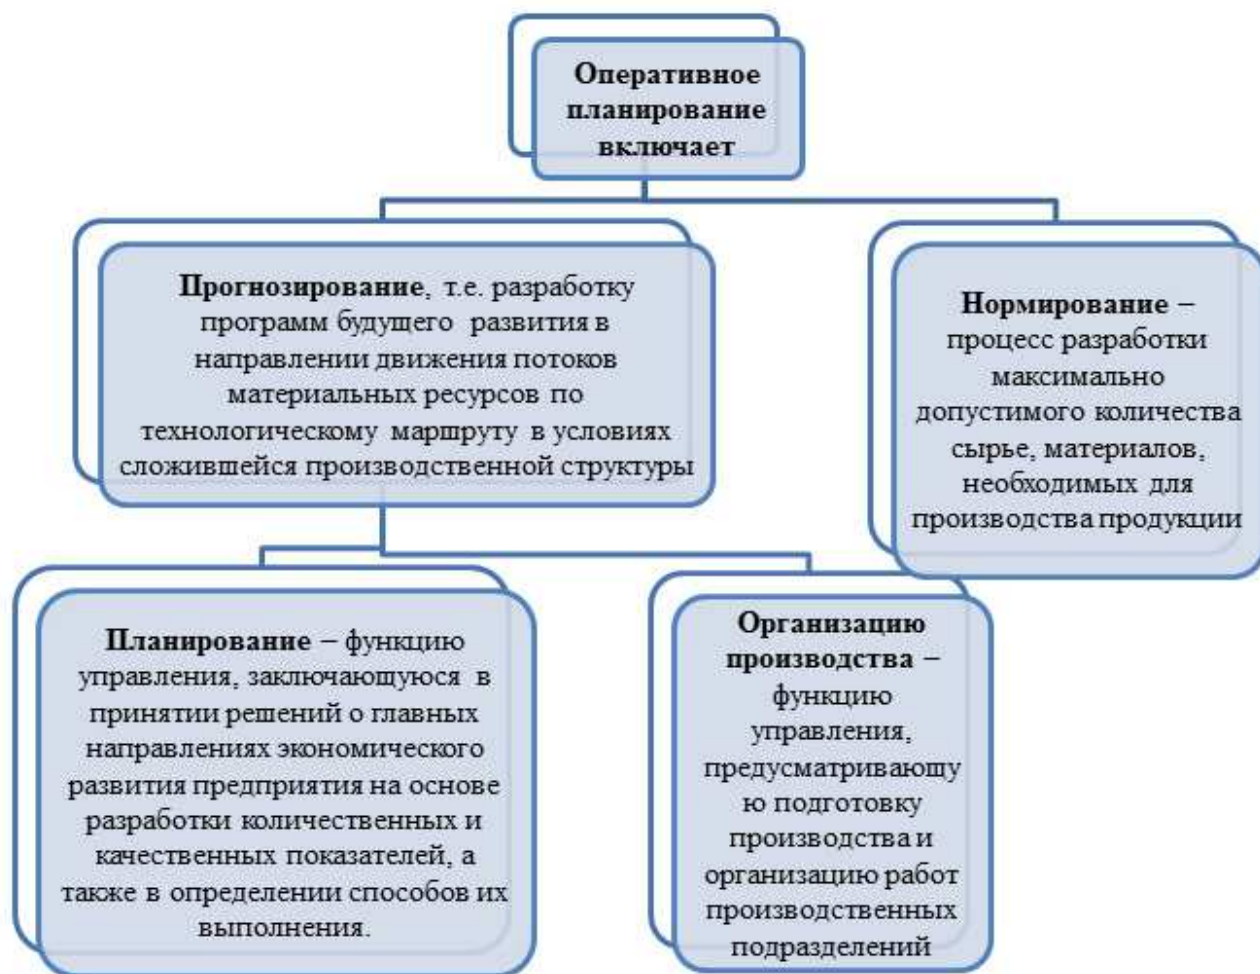 Оперативное
планирование
включает
Прогнозирование, т.е. разработку
программ будущего развития в
направлении движения потоков
материальных ресурсов по
технологическому маршруту в условиях
сложившейся производственной структуры
Нормирование –
процесс разработки
максимально
допустимого количества
сырье, материалов,
необходимых для
производства продукции
Планирование – функцию
управления, заключающуюся в
принятии решений о главных
направлениях экономического
развития предприятия на основе
разработки количественных и
качественных показателей, а
также в определении способов их
выполнения.
Организацию
производства –
функцию
управления,
предусматривающу
ю подготовку
производства и
организацию работ
производственных
подразделений